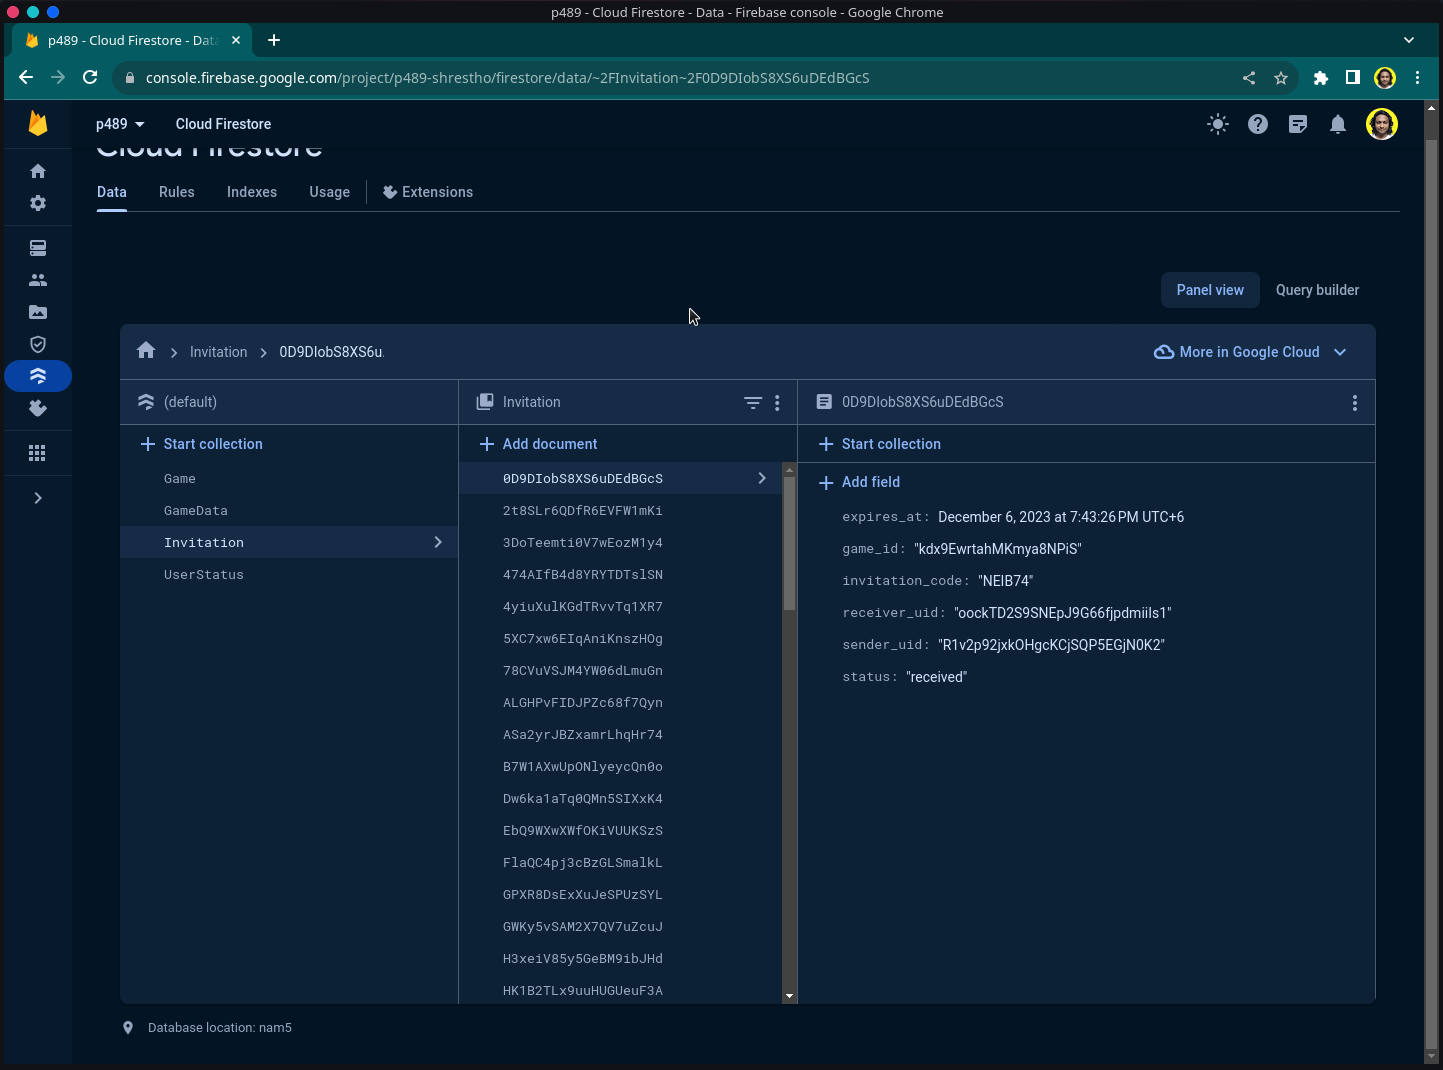 p489 - Cloud Firestore - Data - Firebase console - Google Chrome
p489 - Cloud Firestore - Data
console.firebase.google.com/project/p489-shrestho/firestore/data/~2FInvitation~2F0D9DIobS8XS6uDEdBGcS
p489
Cloud Firestore
Cloud Firestore
Data Rules Indexes Usage Extensions
Panel view Query builder
Invitation 0D9DIobS8XS6u.
More in Google Cloud
(default)
Start collection
Game
GameData
Invitation
UserStatus
Invitation
Add document
0D9DIobS8XS6uDEdBGcS
2t8SLr6QDfR6EVFW1mKi
3DoTeemti0V7wEozM1y4
474AIfB4d8YRYTDTslSN
4yiuXulKGdTRvvTq1XR7
5XC7xw6EIqAniKnszHOg
78CVuVSJM4YW06dLmuGn
ALGHPvFIDJPZc68f7Qyn
ASa2yrJBZxamrLhqHr74
B7W1AXwUpONlyeycQn0o
Dw6ka1aTq0QMn5SIXxK4
EbQ9WXwXWfOKiVUUKSzS
FlaQC4pj3cBzGLSmalkL
GPXR8DsExXuJeSPUzSYL
GWKy5vSAM2X7QV7uZcuJ
H3xeiV85y5GeBM9ibJHd
HK1B2TLx9uuHUGUeuF3A
0D9DIobS8XS6uDEdBGcS
Start collection
Add field
expires_at: December 6, 2023 at 7:43:26 PM UTC+6
game_id: "kdx9EwrtahMKmya8NPiS"
invitation_code: "NEIB74"
receiver_uid: "oockTD2S9SNEpJ9G66fjpdmiiIs1"
sender_uid: "R1v2p92jxkOHgcKCjSQP5EGjN0K2"
status: "received"
Database location: nam5